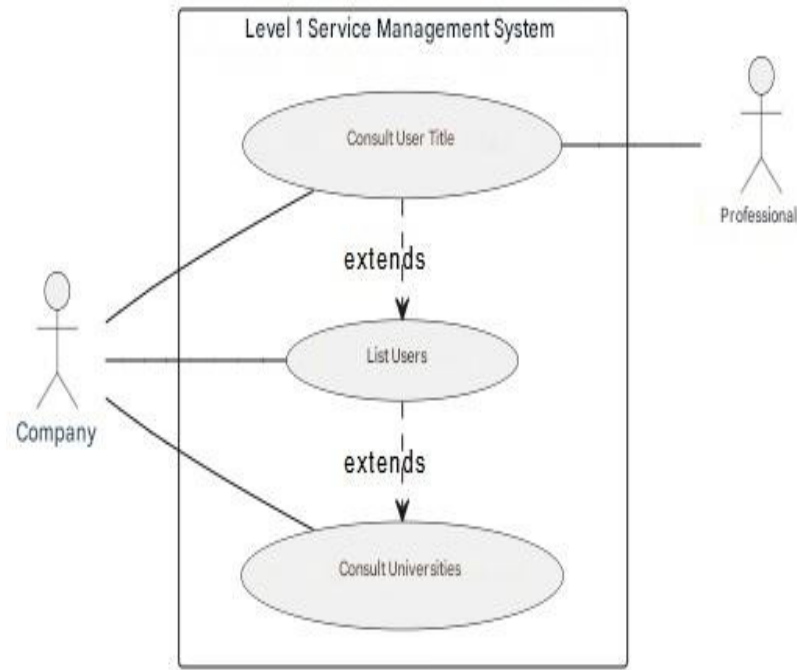 Level 1 Service Management System
Consult User Title
Professional
extends
List Users
Company
extends
Consult Universities